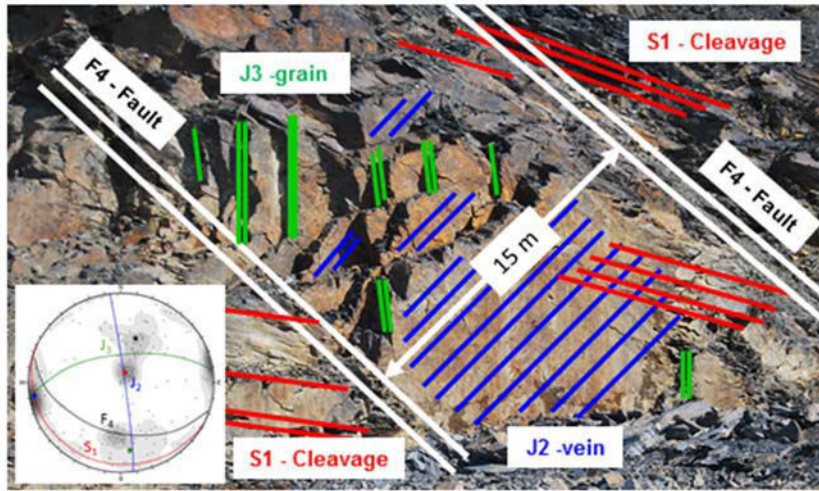 S1 - Cleavage
F4 - Fault
J3 -grain
F4 - Fault
15 m
J3
J2
F4
S1
S1 - Cleavage
J2 -vein